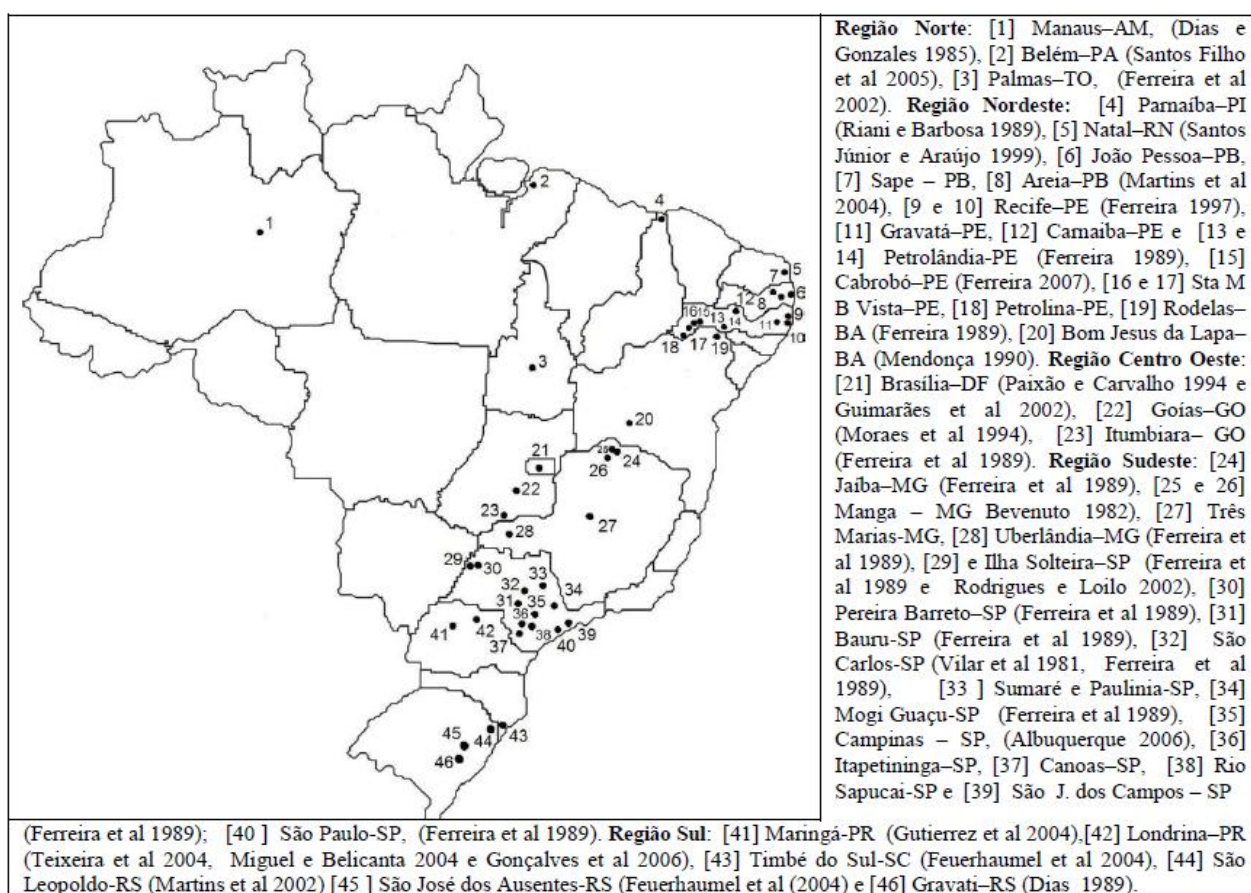 Região Norte: [1] Manaus–AM, (Dias e
Gonzales 1985), [2] Belém–PA (Santos Filho
et al 2005), [3] Palmas–TO, (Ferreira et al
2002). Região Nordeste: [4] Parnaíba–PI
(Riani e Barbosa 1989), [5] Natal–RN (Santos
Júnior e Araújo 1999), [6] João Pessoa–PB,
[7] Sape – PB, [8] Areia–PB (Martins et al
2004), [9 e 10] Recife–PE (Ferreira 1997),
[11] Gravatá–PE, [12] Carnaiba–PE e [13 e
14] Petrolândia-PE (Ferreira 1989), [15]
Cabrobó–PE (Ferreira 2007), [16 e 17] Sta M
B Vista–PE, [18] Petrolina-PE, [19] Rodelas–
BA (Ferreira 1989), [20] Bom Jesus da Lapa–
BA (Mendonça 1990). Região Centro Oeste:
[21] Brasília–DF (Paixão e Carvalho 1994 e
Guimarães et al 2002), [22] Goías–GO
(Moraes et al 1994), [23] Itumbiara– GO
(Ferreira et al 1989). Região Sudeste: [24]
Jaíba–MG (Ferreira et al 1989), [25 e 26]
Manga – MG Bevenuto 1982), [27] Três
Marias-MG, [28] Uberlândia–MG (Ferreira et
al 1989), [29] e Ilha Solteira–SP (Ferreira et
al 1989 e Rodrigues e Loilo 2002), [30]
Pereira Barreto–SP (Ferreira et al 1989), [31]
Bauru-SP (Ferreira et al 1989), [32] São
Carlos-SP (Vilar et al 1981, Ferreira et al
1989), [33 ] Sumaré e Paulinia-SP, [34]
Mogi Guaçu-SP (Ferreira et al 1989), [35]
Campinas – SP, (Albuquerque 2006), [36]
Itapetininga–SP, [37] Canoas–SP, [38] Rio
Sapucai-SP e [39] São J. dos Campos – SP
(Ferreira et al 1989); [40 ] São Paulo-SP, (Ferreira et al 1989). Região Sul: [41] Maringá-PR (Gutierrez et al 2004),[42] Londrina–PR
(Teixeira et al 2004, Miguel e Belicanta 2004 e Gonçalves et al 2006), [43] Timbé do Sul-SC (Feuerhaumel et al 2004), [44] São
Leopoldo-RS (Martins et al 2002) [45 ] São José dos Ausentes-RS (Feuerhaumel et al (2004) e [46] Gravati–RS (Dias 1989).
1
2
3
4
5
6
7
8
9
10
11
12
13
14
15
16
17
18
19
20
21
22
23
24
25
26
27
28
29
30
31
32
33
34
35
36
37
38
39
40
41
42
43
44
45
46